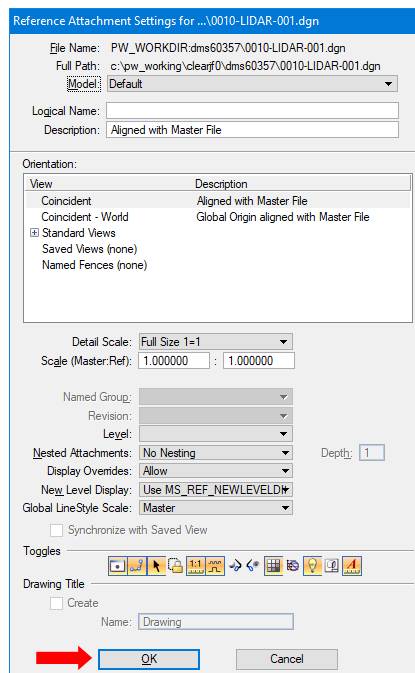 Reference Attachment Settings for ...\0010-LIDAR-001.dgn
File Name: PW_WORKDIR:dms60357\0010-LIDAR-001.dgn
Full Path: c:\pw_working\clearjf0\dms60357\0010-LIDAR-001.dgn
Model: Default
Logical Name:
Description: Aligned with Master File
Orientation:
View Description
Coincident Aligned with Master File
Coincident - World Global Origin aligned with Master File
Standard Views
Saved Views (none)
Named Fences (none)
Detail Scale: Full Size 1=1
Scale (Master:Ref): 1.000000 : 1.000000
Named Group:
Revision:
Level:
Nested Attachments: No Nesting Depth: 1
Display Overrides: Allow
New Level Display: Use MS_REF_NEWLEVELDI
Global LineStyle Scale: Master
Synchronize with Saved View
Toggles
1:1 A
Drawing Title
Create
Name: Drawing
OK Cancel